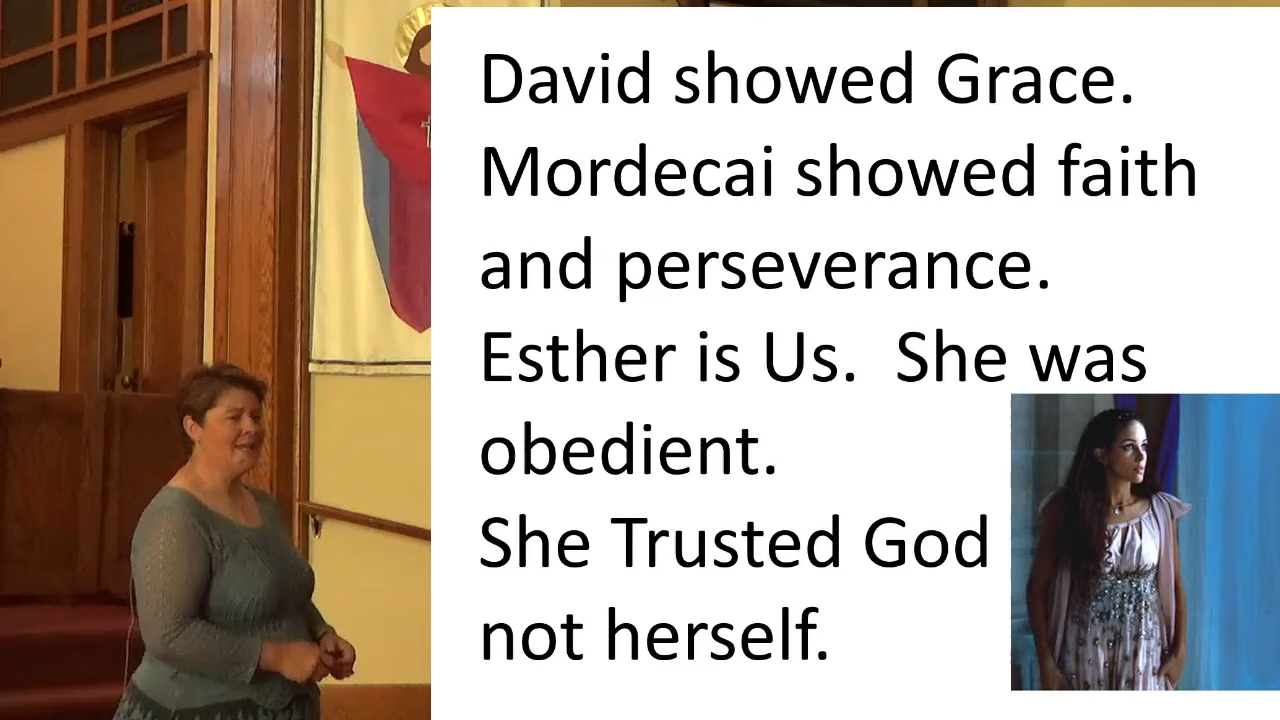 David showed Grace.
Mordecai showed faith
and perseverance.
Esther is Us.  She was
obedient.
She Trusted God
not herself.